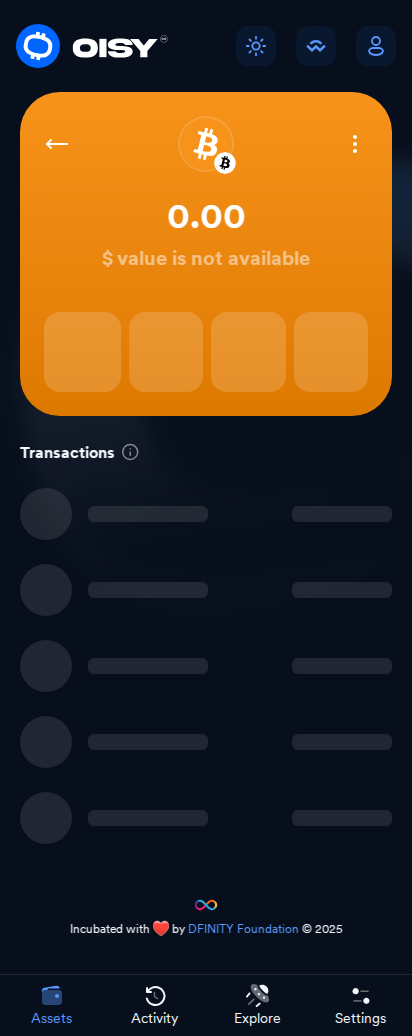 OISY
0.00
$ value is not available
Transactions
Incubated with ❤️ by DFINITY Foundation © 2025
Assets
Activity
Explore
Settings